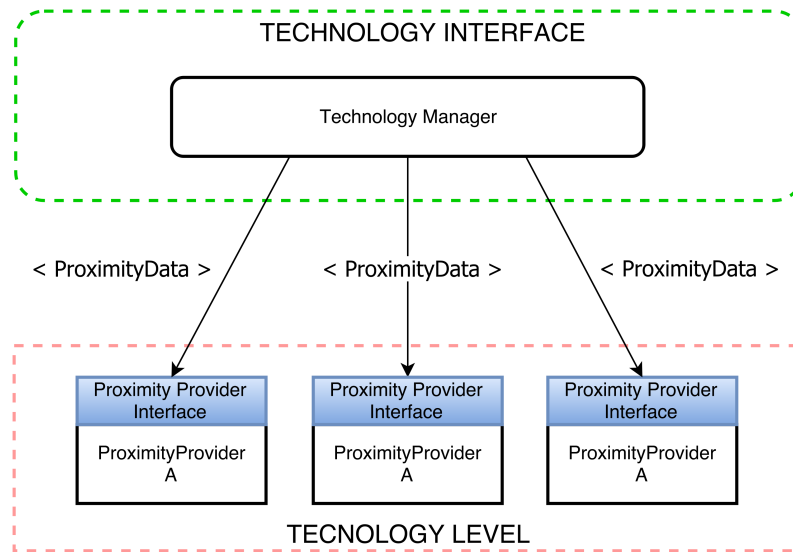 TECHNOLOGY INTERFACE
Technology Manager
< ProximityData >
< ProximityData >
< ProximityData >
Proximity Provider
Interface
ProximityProvider
A
Proximity Provider
Interface
ProximityProvider
A
Proximity Provider
Interface
ProximityProvider
A
TECNOLOGY LEVEL